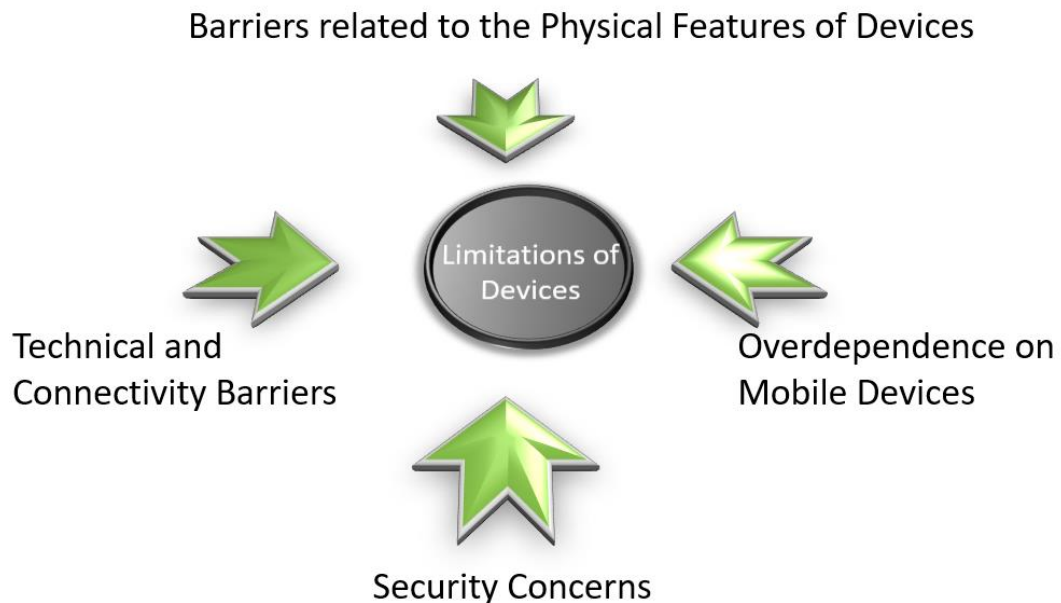 Barriers related to the Physical Features of Devices
Limitations of
Devices
Technical and
Connectivity Barriers
Overdependence on
Mobile Devices
Security Concerns